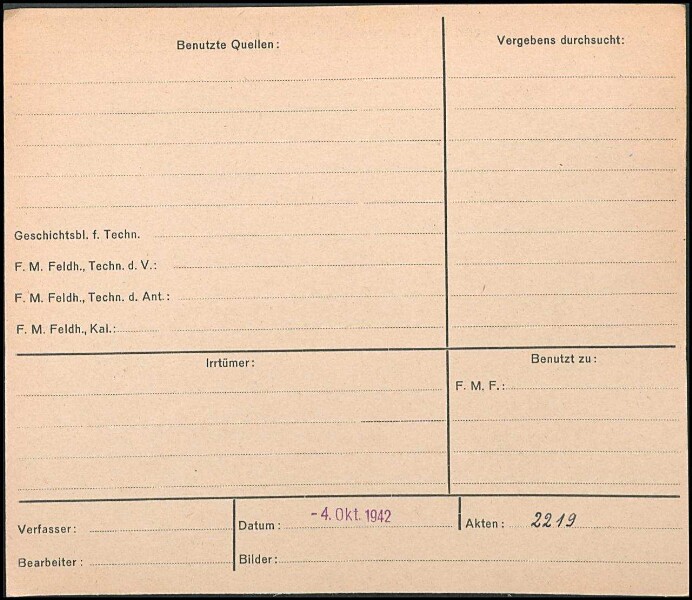 Benutzte Quellen:
Vergebens durchsucht:
Geschichtsbl. f. Techn.
F. M. Feldh., Techn. d. V.:
F. M. Feldh., Techn. d. Ant.:
F. M. Feldh., Kal.:
Irrtümer:
Benutzt zu:
F. M. F.:
Verfasser:
Datum: -4. Okt. 1942
Akten: 2219
Bearbeiter:
Bilder: